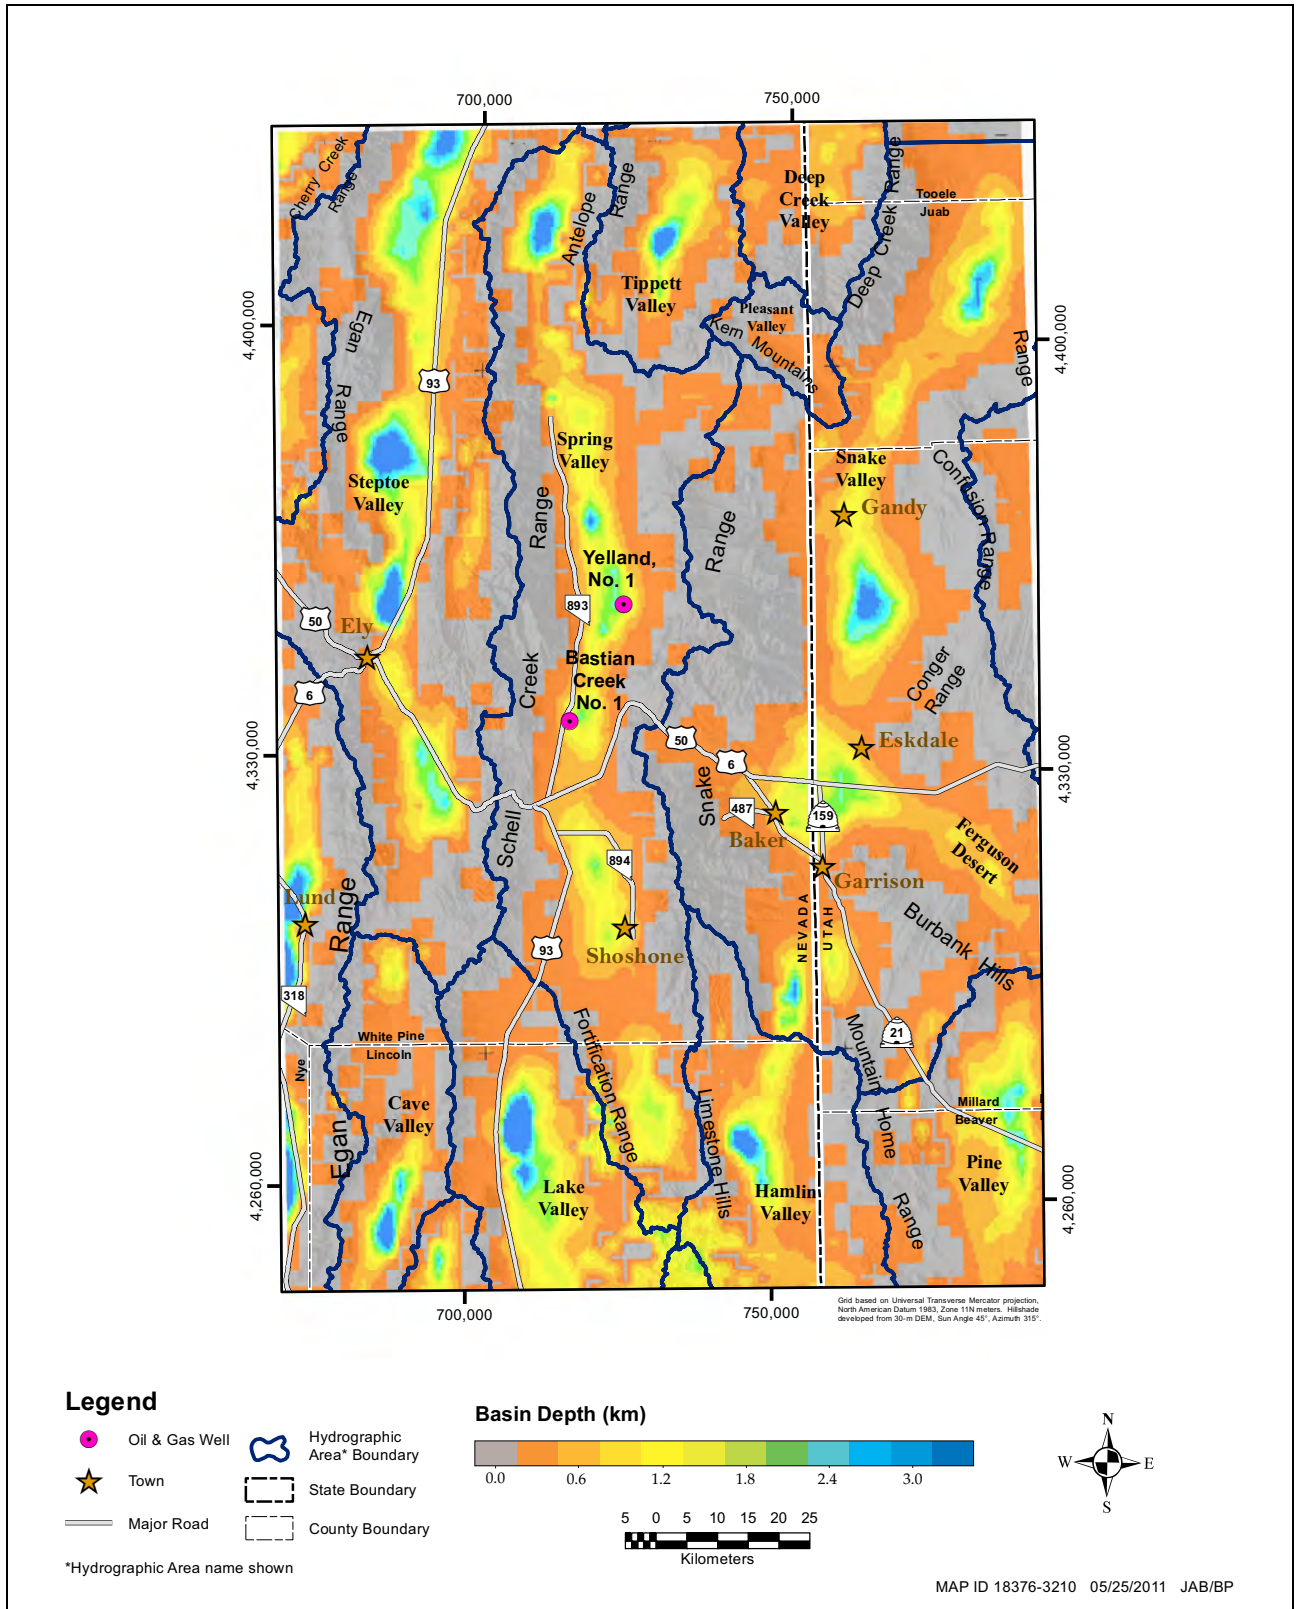 700,000
750,000
Cherry Creek
Range
Antelope
Range
Deep
Creek
Valley
Deep Creek Range
Tooele
Juab
Tippett
Valley
Pleasant
Valley
Kern Mountains
4,400,000
4,400,000
Egan
Range
Range
93
Spring
Valley
Steptoe
Valley
Snake
Valley
Confusion Range
Gandy
Range
Range
Yelland,
No. 1
893
50
Ely
6
Bastian
Creek
No. 1
Creek
Conger
Range
4,330,000
4,330,000
50
6
Eskdale
Snake
487
159
Baker
Schell
894
Ferguson
Desert
Garrison
Lund
Range
Shoshone
93
NEVADA
UTAH
Burbank Hills
318
Fortification Range
Mountain
Home
Range
21
White Pine
Lincoln
Nye
Cave
Valley
Limestone Hills
Millard
Beaver
Egan
Pine
Valley
Lake
Valley
Hamlin
Valley
4,260,000
4,260,000
700,000
750,000
Grid based on Universal Transverse Mercator projection,
North American Datum 1983, Zone 11N meters. Hillshade
developed from 30-m DEM, Sun Angle 45°, Azimuth 315°.
Legend
Oil & Gas Well
Town
Major Road
Hydrographic
Area* Boundary
State Boundary
County Boundary
*Hydrographic Area name shown
Basin Depth (km)
0.0 0.6 1.2 1.8 2.4 3.0
5 0 5 10 15 20 25
Kilometers
N
W E
S
MAP ID 18376-3210 05/25/2011 JAB/BP